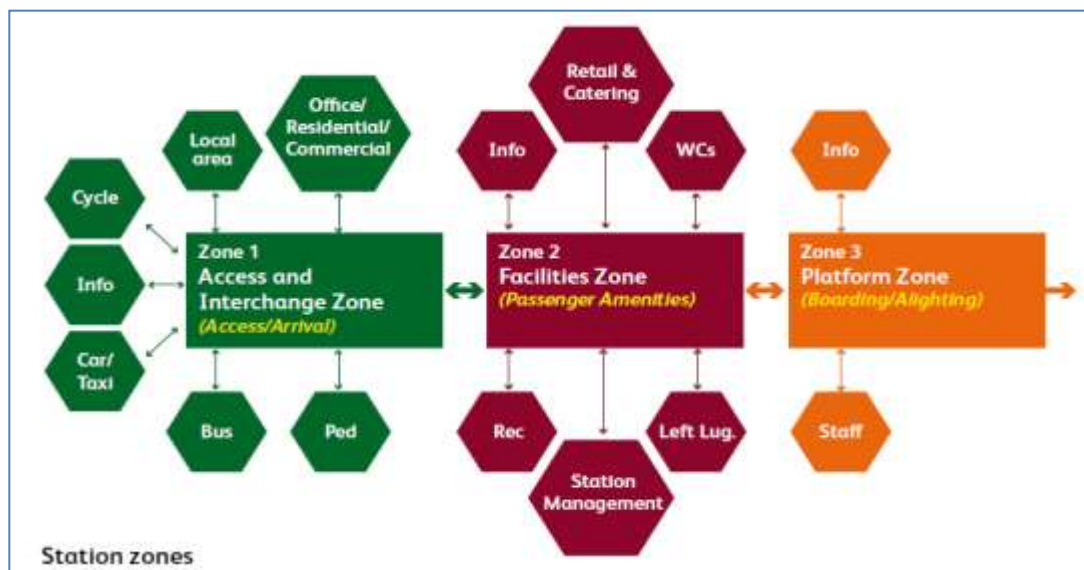 Retail &
Catering
Office/
Residential/
Commercial
Local
area
Info
WCs
Info
Cycle
Info
Car/
Taxi
Zone 1
Access and
Interchange Zone
(Access/Arrival)
Zone 2
Facilities Zone
(Passenger Amenities)
Zone 3
Platform Zone
(Boarding/Alighting)
Bus
Ped
Rec
Left Lug.
Staff
Station
Management
Station zones